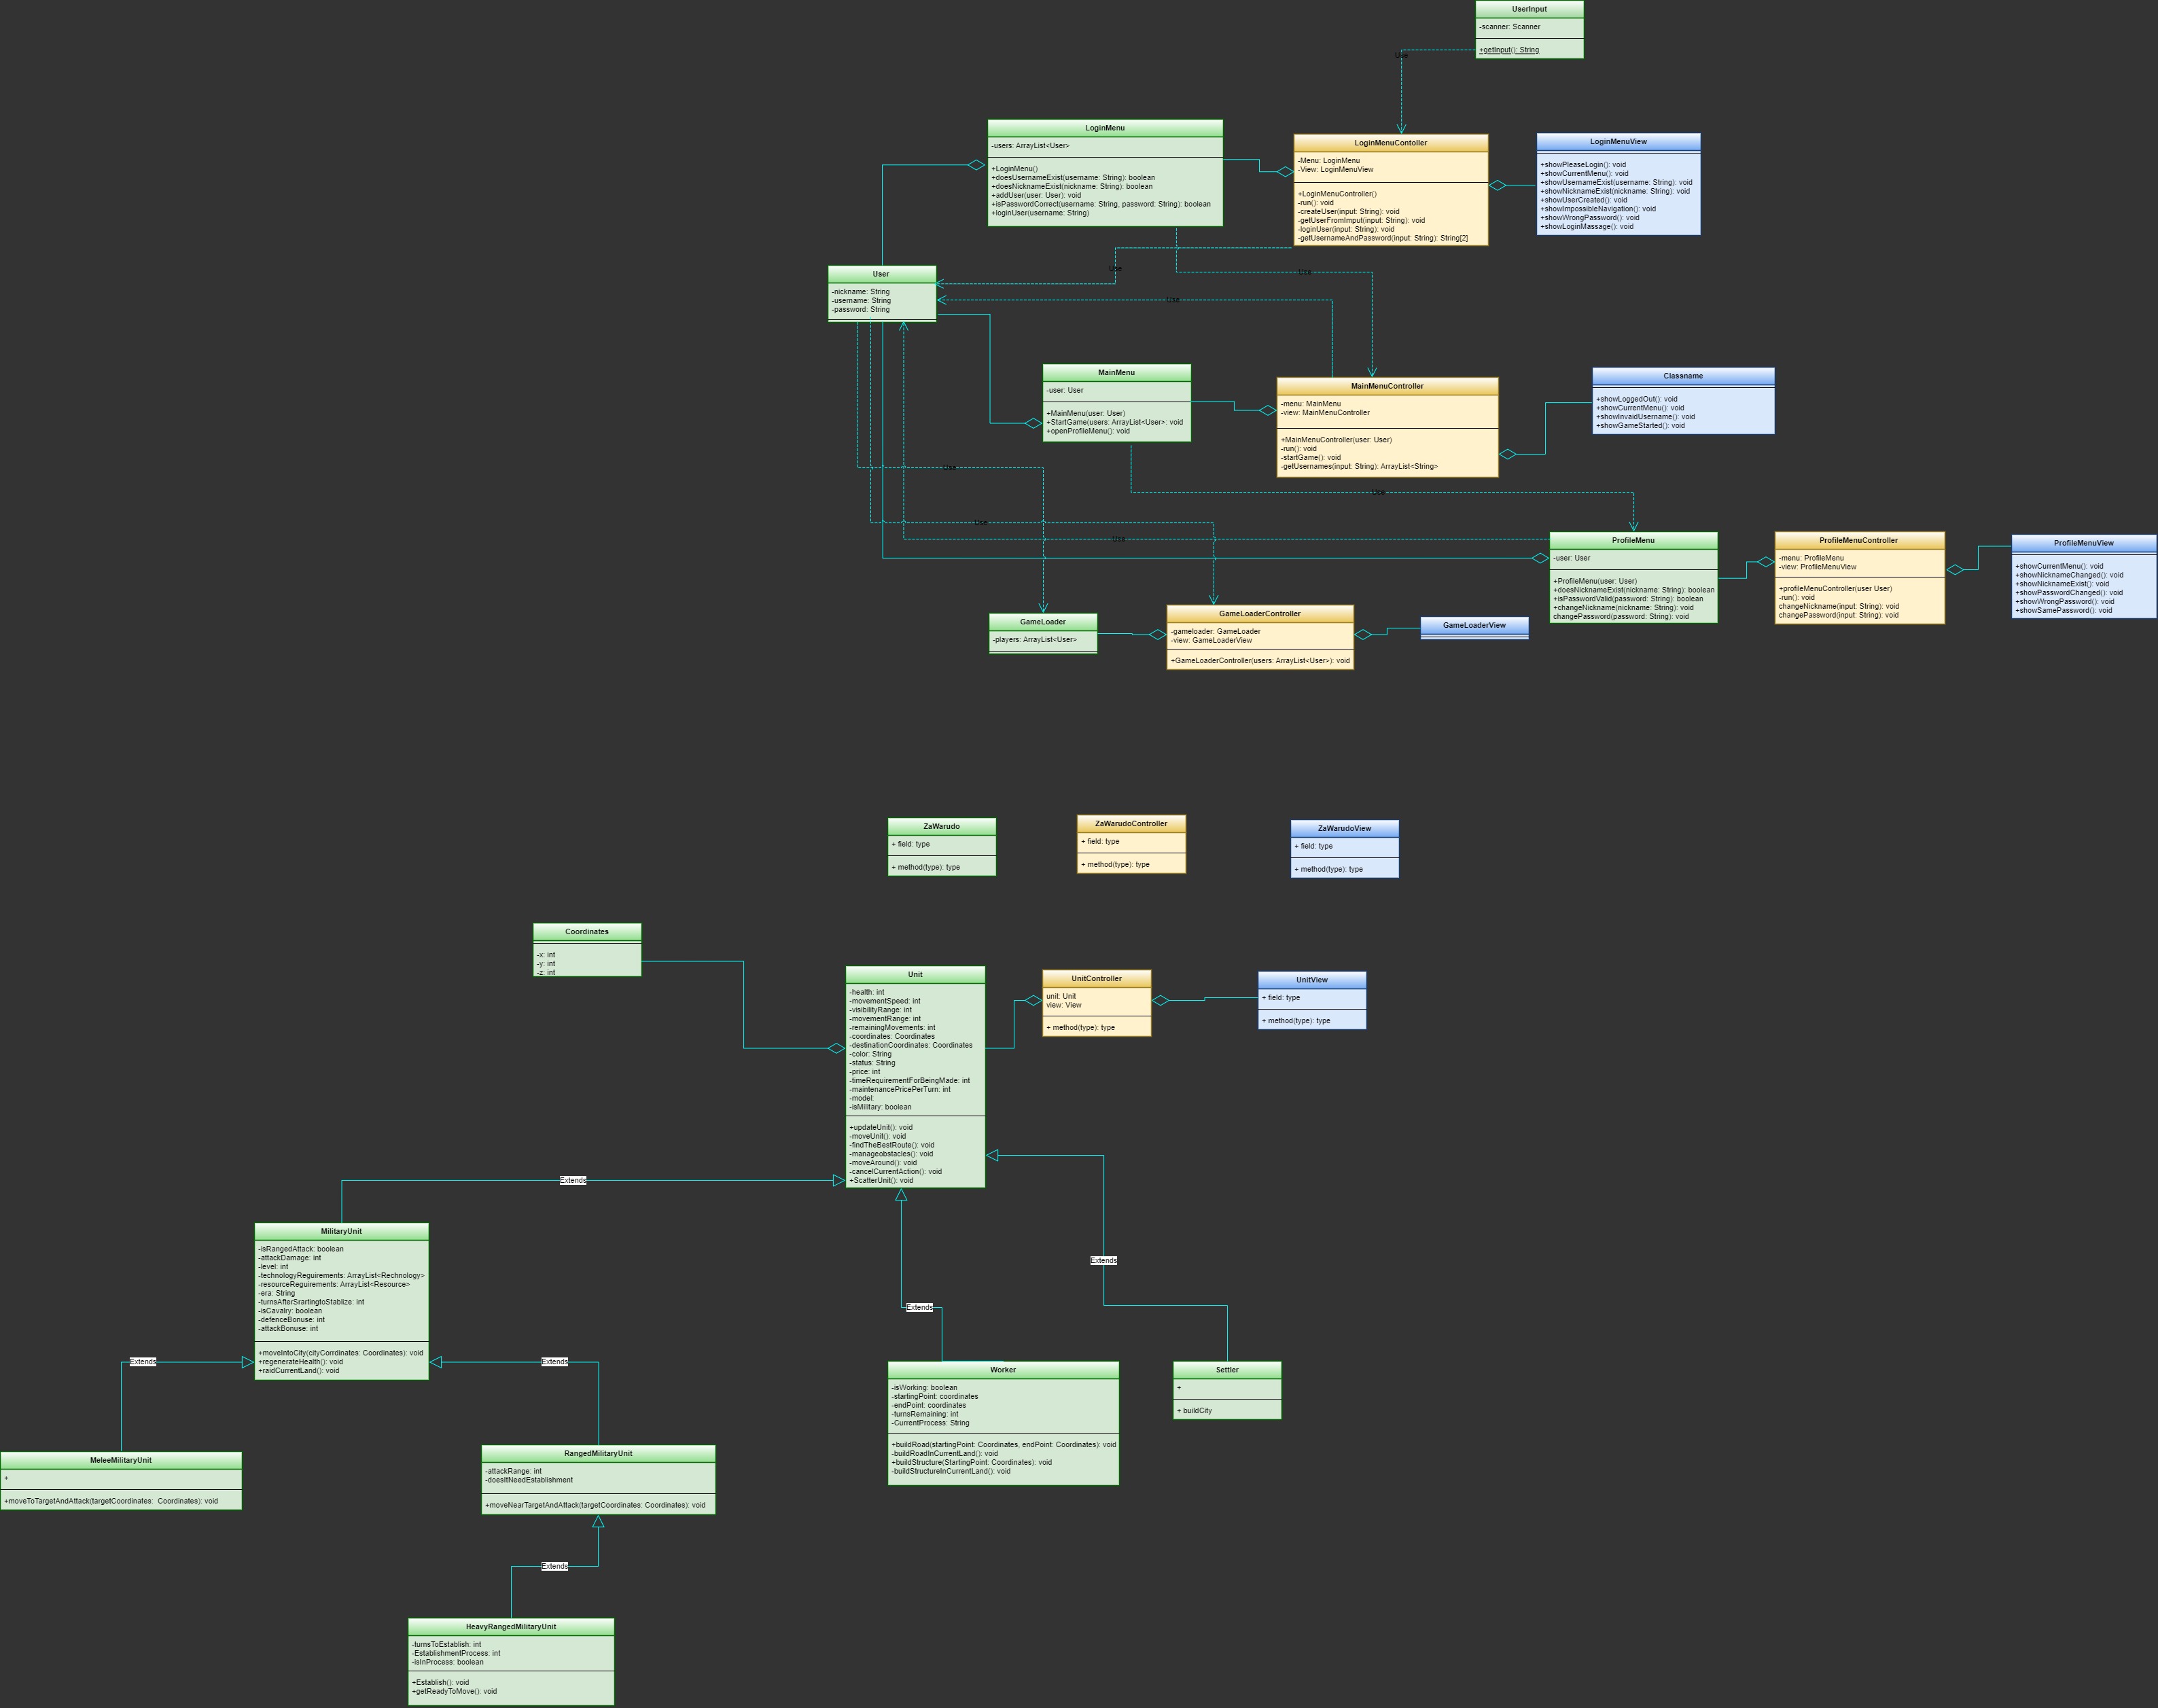 UserInput
-scanner: Scanner
+getInput(): String
Use
LoginMenu
-users: ArrayList<User>
+LoginMenu()
+doesUsernameExist(username: String): boolean
+doesNicknameExist(nickname: String): boolean
+addUser(user: User): void
+isPasswordCorrect(username: String, password: String): boolean
+loginUser(username: String)
LoginMenuContoller
-Menu: LoginMenu
-View: LoginMenuView
+LoginMenuController()
-run(): void
-createUser(input: String): void
-getUserFromImput(input: String): void
-loginUser(input: String): void
-getUsernameAndPassword(input: String): String[2]
LoginMenuView
+showPleaseLogin(): void
+showCurrentMenu(): void
+showUsernameExist(username: String): void
+showNicknameExist(nickname: String): void
+showUserCreated(): void
+showImpossibleNavigation(): void
+showWrongPassword(): void
+showLoginMassage(): void
Use
Use
User
-nickname: String
-username: String
-password: String
Use
MainMenu
-user: User
+MainMenu(user: User)
+StartGame(users: ArrayList<User>: void
+openProfileMenu(): void
MainMenuController
-menu: MainMenu
-view: MainMenuController
+MainMenuController(user: User)
-run(): void
-startGame(): void
-getUsernames(input: String): ArrayList<String>
Classname
+showLoggedOut(): void
+showCurrentMenu(): void
+showInvaidUsername(): void
+showGameStarted(): void
Use
Use
Use
Use
ProfileMenu
-user: User
+ProfileMenu(user: User)
+doesNicknameExist(nickname: String): boolean
+isPasswordValid(password: String): boolean
+changeNickname(nickname: String): void
changePassword(password: String): void
ProfileMenuController
-menu: ProfileMenu
-view: ProfileMenuView
+profileMenuController(user User)
-run(): void
changeNickname(input: String): void
changePassword(input: String): void
ProfileMenuView
+showCurrentMenu(): void
+showNicknameChanged(): void
+showNicknameExist(): void
+showPasswordChanged(): void
+showWrongPassword(): void
+showSamePassword(): void
GameLoader
-players: ArrayList<User>
GameLoaderController
-gameloader: GameLoader
-view: GameLoaderView
+GameLoaderController(users: ArrayList<User>): void
GameLoaderView
ZaWarudo
+ field: type
+ method(type): type
ZaWarudoController
+ field: type
+ method(type): type
ZaWarudoView
+ field: type
+ method(type): type
Coordinates
-x: int
-y: int
-z: int
Unit
-health: int
-movementSpeed: int
-visibilityRange: int
-movementRange: int
-remainingMovements: int
-coordinates: Coordinates
-destinationCoordinates: Coordinates
-color: String
-status: String
-price: int
-timeRequirementForBeingMade: int
-maintenancePricePerTurn: int
-model:
-isMilitary: boolean
+updateUnit(): void
-moveUnit(): void
-findTheBestRoute(): void
-manageobstacles(): void
-moveAround(): void
-cancelCurrentAction(): void
+ScatterUnit(): void
UnitController
unit: Unit
view: View
+ method(type): type
UnitView
+ field: type
+ method(type): type
Extends
MilitaryUnit
-isRangedAttack: boolean
-attackDamage: int
-level: int
-technologyReguirements: ArrayList<Rechnology>
-resourceReguirements: ArrayList<Resource>
-era: String
-turnsAfterSrartingtoStablize: int
-isCavalry: boolean
-defenceBonuse: int
-attackBonuse: int
+moveIntoCity(cityCorrdinates: Coordinates): void
+regenerateHealth(): void
+raidCurrentLand(): void
Extends
Extends
Extends
Extends
Worker
-isWorking: boolean
-startingPoint: coordinates
-endPoint: coordinates
-turnsRemaining: int
-CurrentProcess: String
+buildRoad(startingPoint: Coordinates, endPoint: Coordinates): void
-buildRoadInCurrentLand(): void
+buildStructure(StartingPoint: Coordinates): void
-buildStructureInCurrentLand(): void
Settler
+
+ buildCity
MeleeMilitaryUnit
+
+moveToTargetAndAttack(targetCoordinates: Coordinates): void
RangedMilitaryUnit
-attackRange: int
-doesItNeedEstablishment
+moveNearTargetAndAttack(targetCoordinates: Coordinates): void
Extends
HeavyRangedMilitaryUnit
-turnsToEstablish: int
-EstablishmentProcess: int
-isInProcess: boolean
+Establish(): void
+getReadyToMove(): void